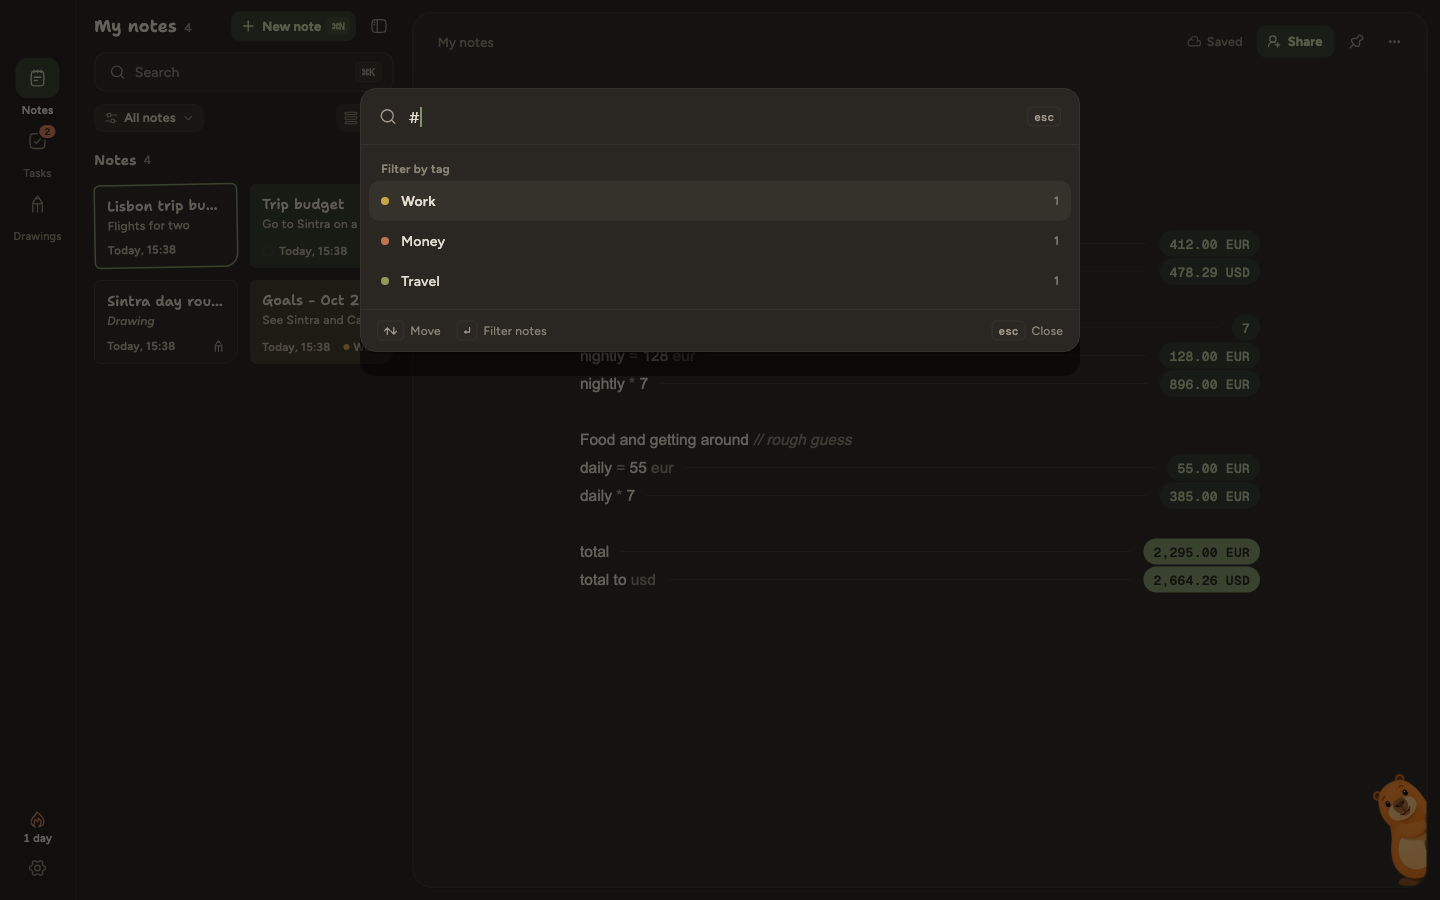 My notes 4
New note ⌘N
Search ⌘K
All notes
Notes 4
Lisbon trip bu...
Flights for two
Today, 15:38
Trip budget
Go to Sintra on a
Today, 15:38
Sintra day rou...
Drawing
Today, 15:38
Goals - Oct 2
See Sintra and Ca
Today, 15:38
Notes
2
Tasks
Drawings
1 day
My notes
Saved
Share
#
esc
Filter by tag
Work 1
Money 1
Travel 1
Move
Filter notes
esc Close
412.00 EUR
478.29 USD
7
nightly = 128 eur 128.00 EUR
nightly * 7 896.00 EUR
Food and getting around // rough guess
daily = 55 eur 55.00 EUR
daily * 7 385.00 EUR
total 2,295.00 EUR
total to usd 2,664.26 USD